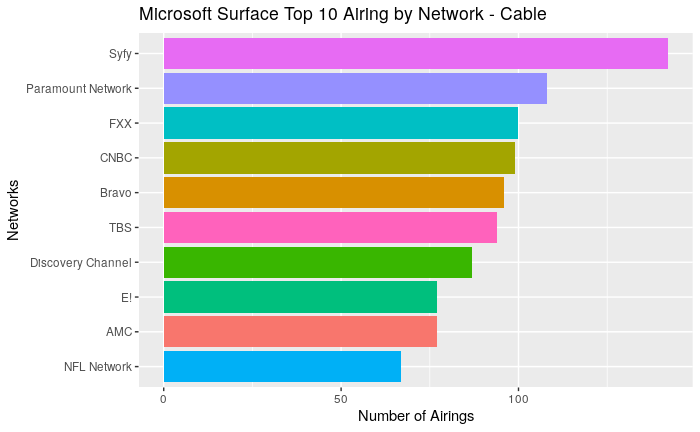 Microsoft Surface Top 10 Airing by Network - Cable
Networks
Syfy
Paramount Network
FXX
CNBC
Bravo
TBS
Discovery Channel
E!
AMC
NFL Network
0 50 100
Number of Airings